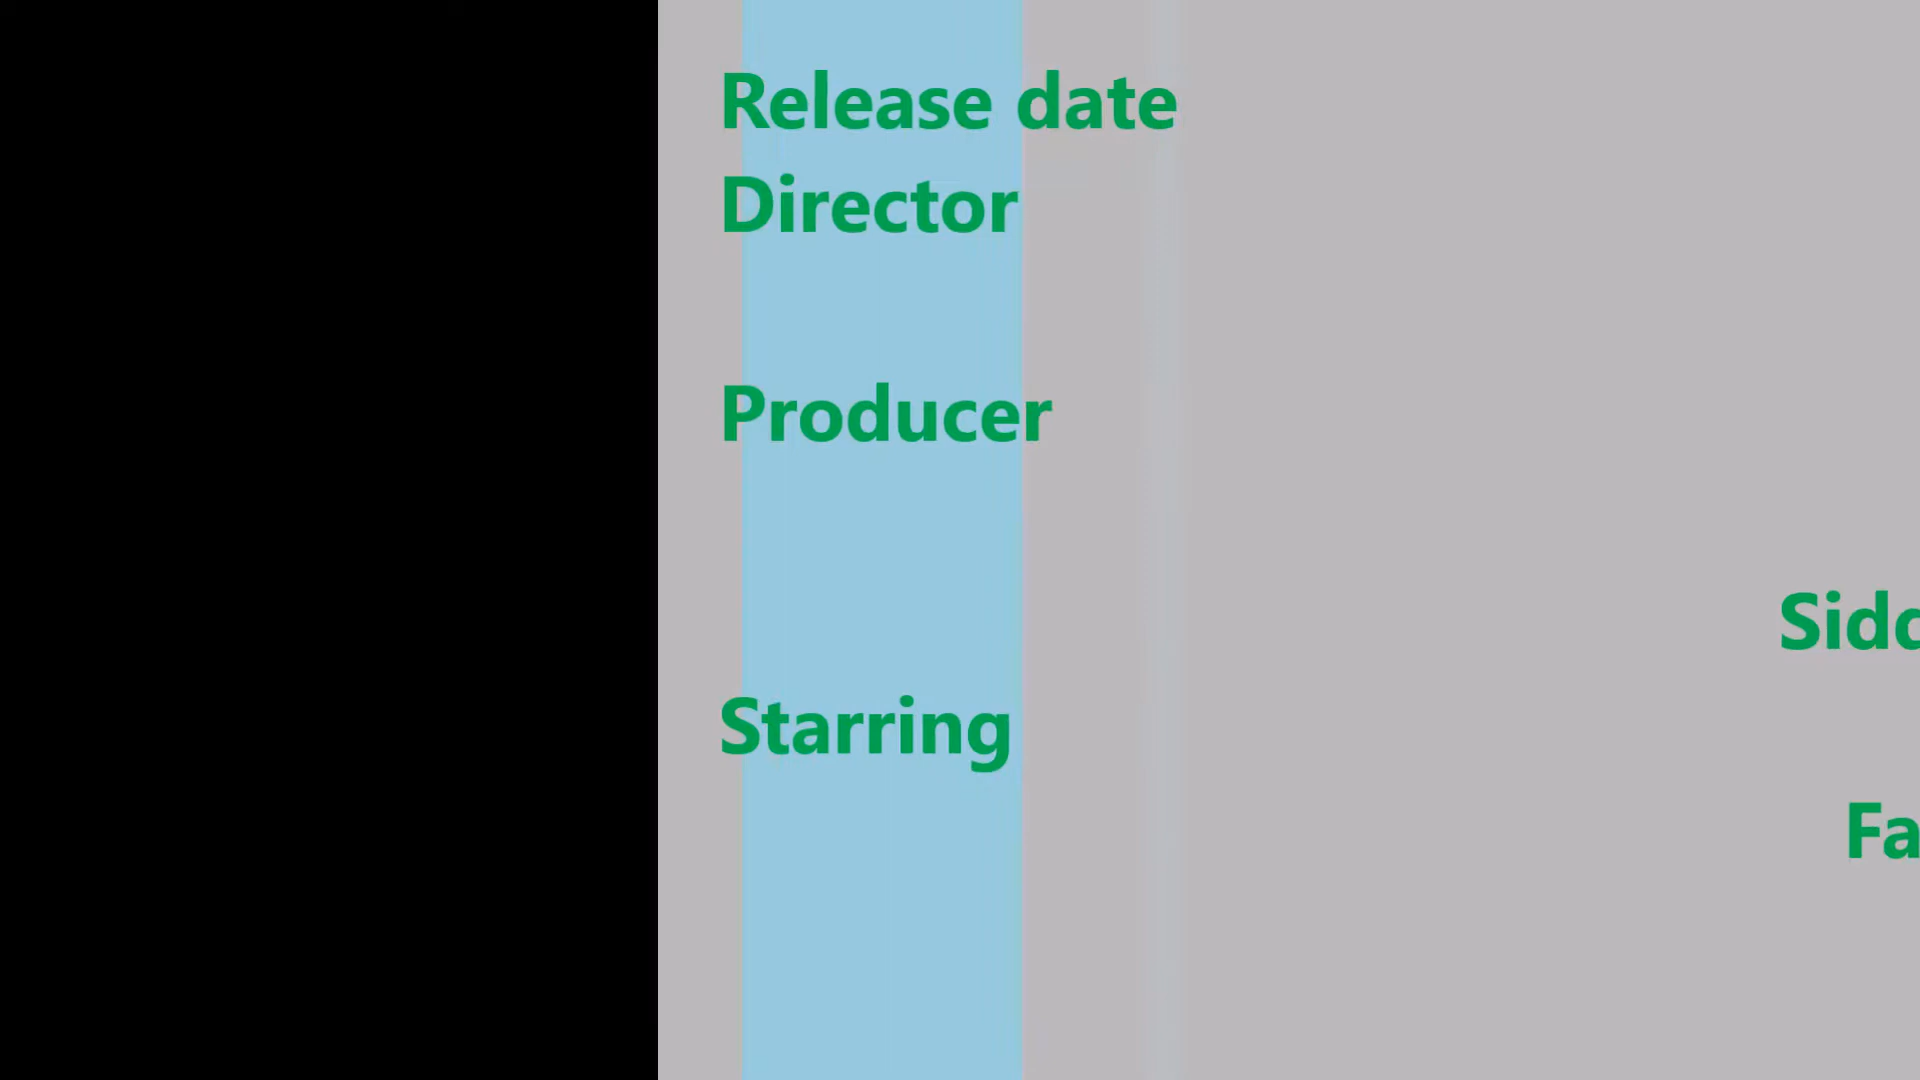 Release date
Director
Producer
Starring